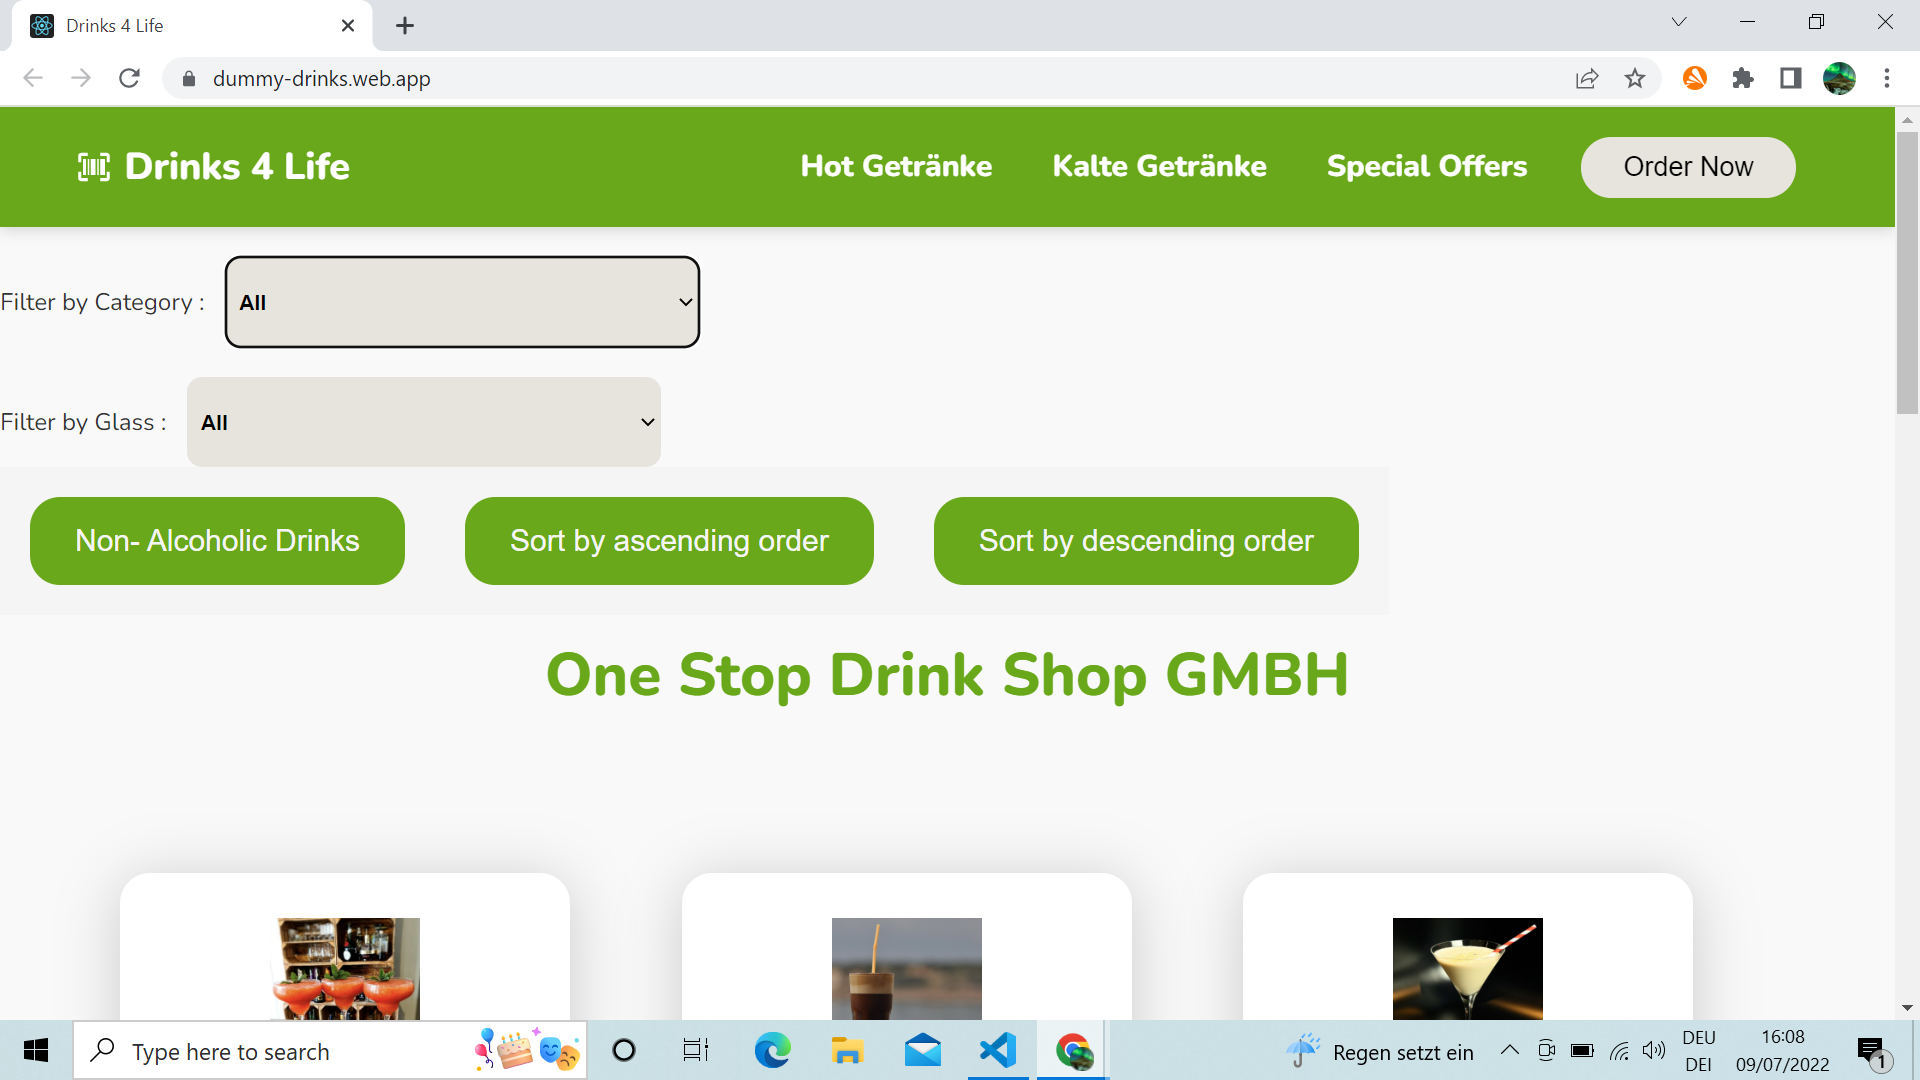 Drinks 4 Life
dummy-drinks.web.app
Drinks 4 Life
Hot Getränke
Kalte Getränke
Special Offers
Order Now
Filter by Category :
All
Filter by Glass :
All
Non- Alcoholic Drinks
Sort by ascending order
Sort by descending order
One Stop Drink Shop GMBH
Type here to search
Regen setzt ein
DEU
DEI
16:08
09/07/2022
1